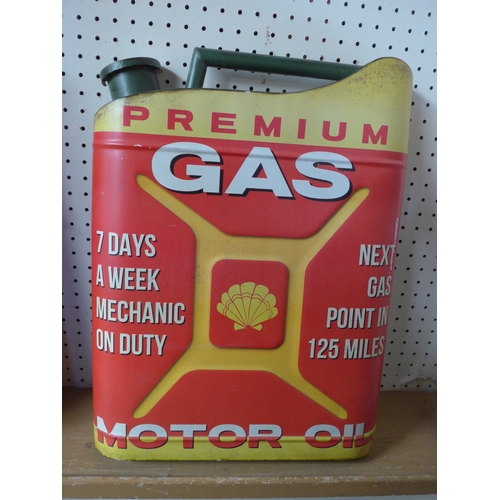 PREMIUM
GAS
7 DAYS
A WEEK
MECHANIC
ON DUTY
NEXT
GAS
POINT IN
125 MILES
MOTOR OIL